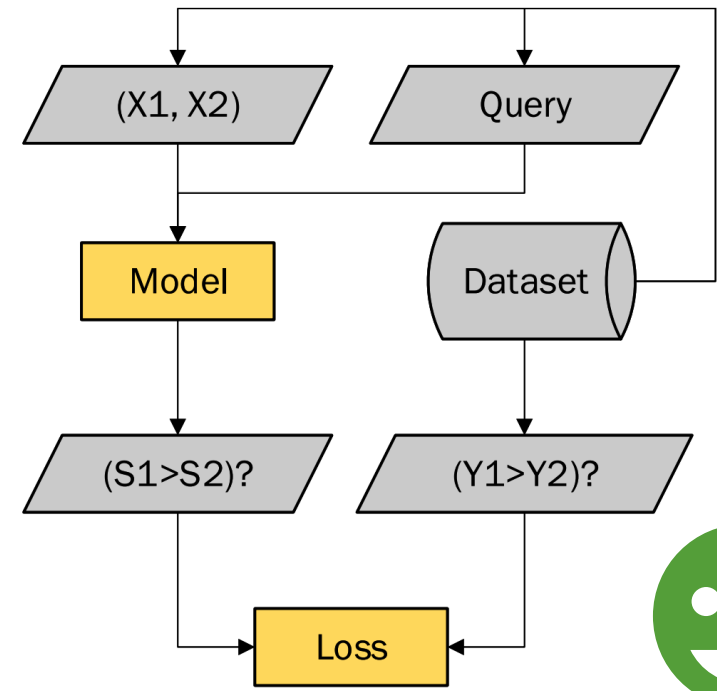 (X1, X2)
Query
Model
Dataset
(S1>S2)?
(Y1>Y2)?
Loss